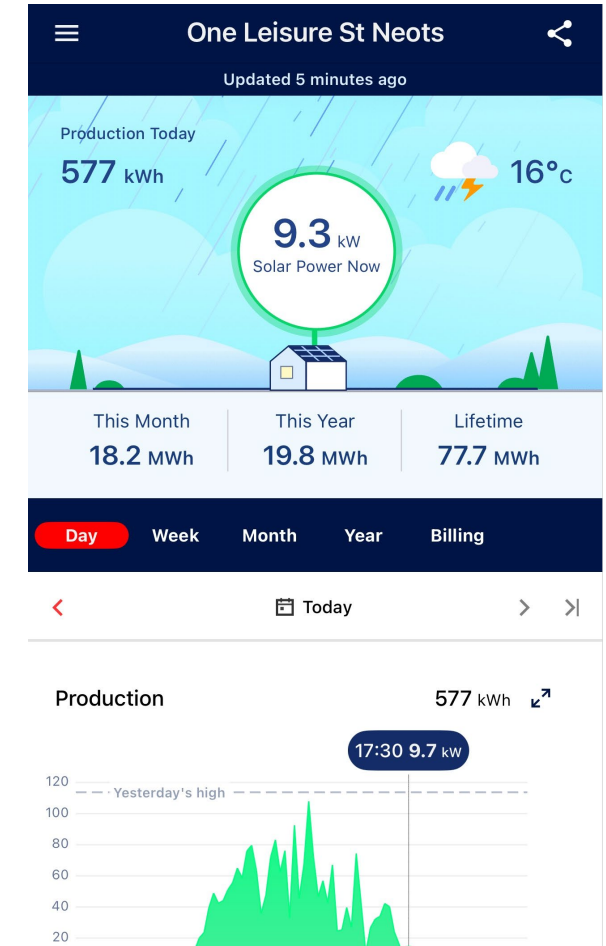 One Leisure St Neots
Updated 5 minutes ago
Production Today
577 kWh
16°c
9.3 kW
Solar Power Now
This Month
18.2 MWh
This Year
19.8 MWh
Lifetime
77.7 MWh
Day Week Month Year Billing
Today
Production
577 kWh
17:30 9.7 kW
120
Yesterday's high
100
80
60
40
20